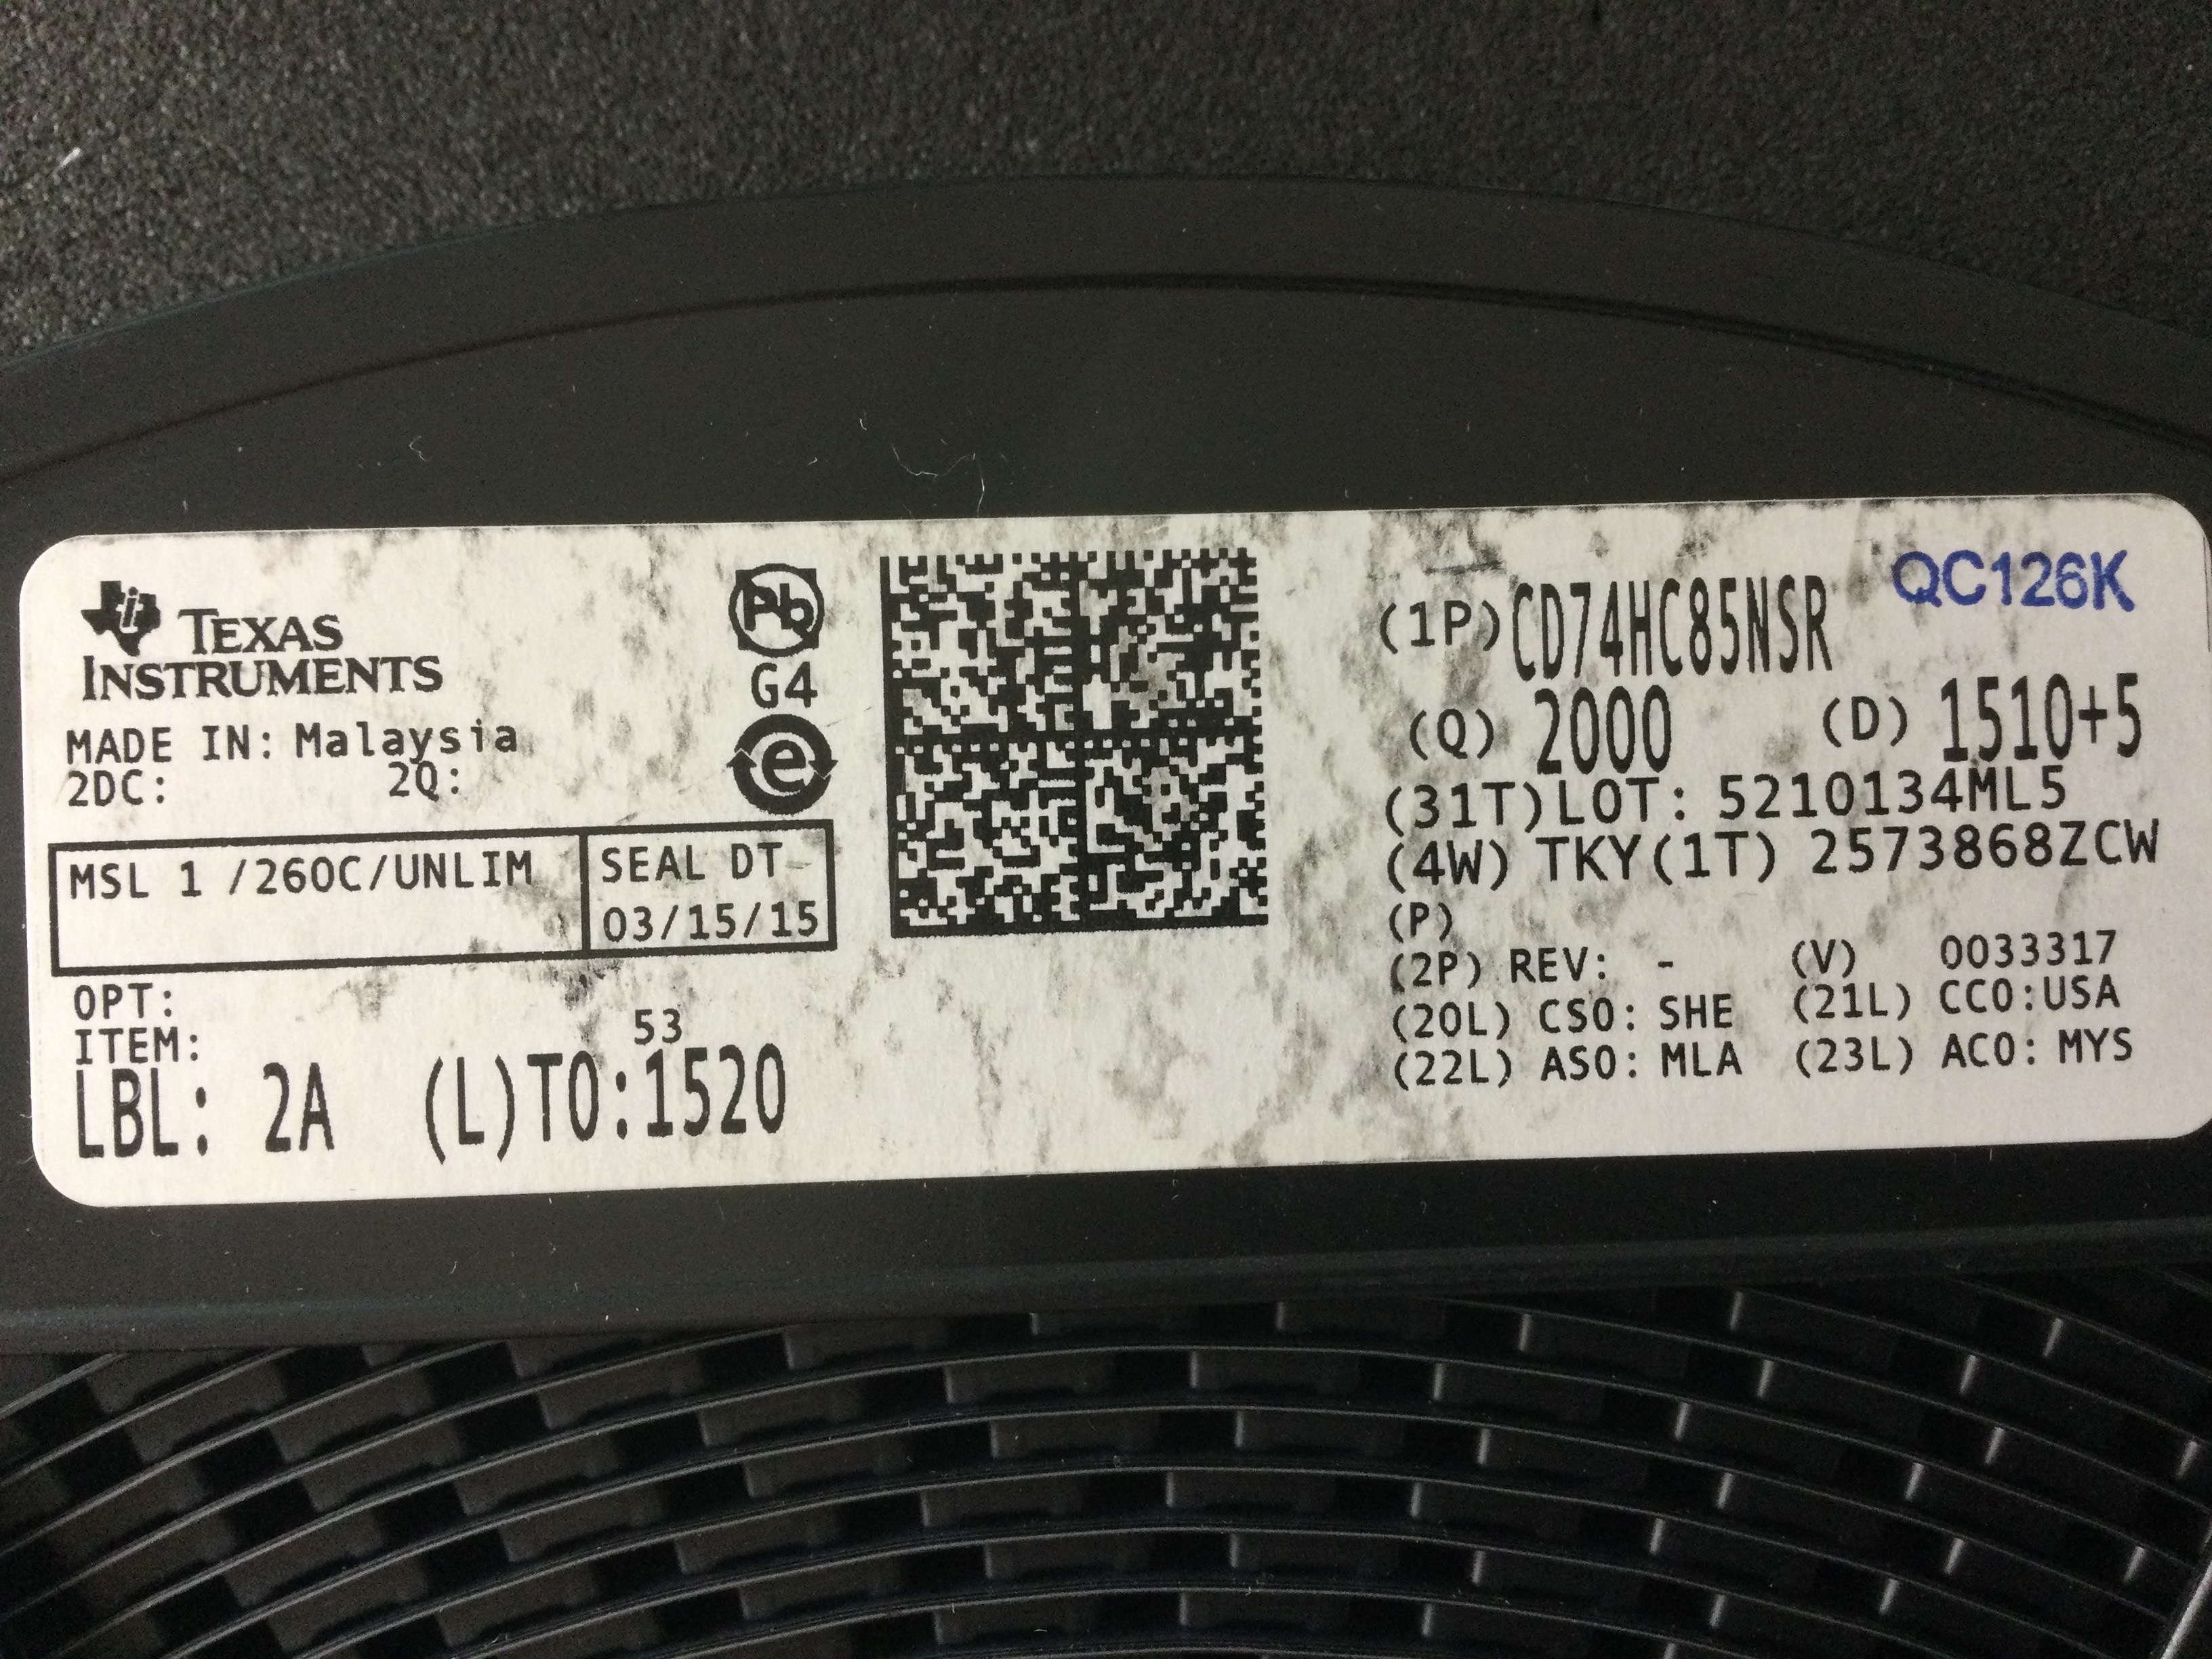 TEXAS
INSTRUMENTS
MADE IN: Malaysia
2DC: 2Q:
Pb
G4
e
MSL 1 /260C/UNLIM
SEAL DT
03/15/15
OPT:
ITEM:
53
LBL: 2A (L)TO:1520
QC126K
(1P)CD74HC85NSR
(Q) 2000 (D) 1510+5
(31T)LOT: 5210134ML5
(4W) TKY(1T) 2573868ZCW
(P)
(2P) REV: - (V) 0033317
(20L) CSO: SHE (21L) CCO:USA
(22L) ASO: MLA (23L) ACO: MYS